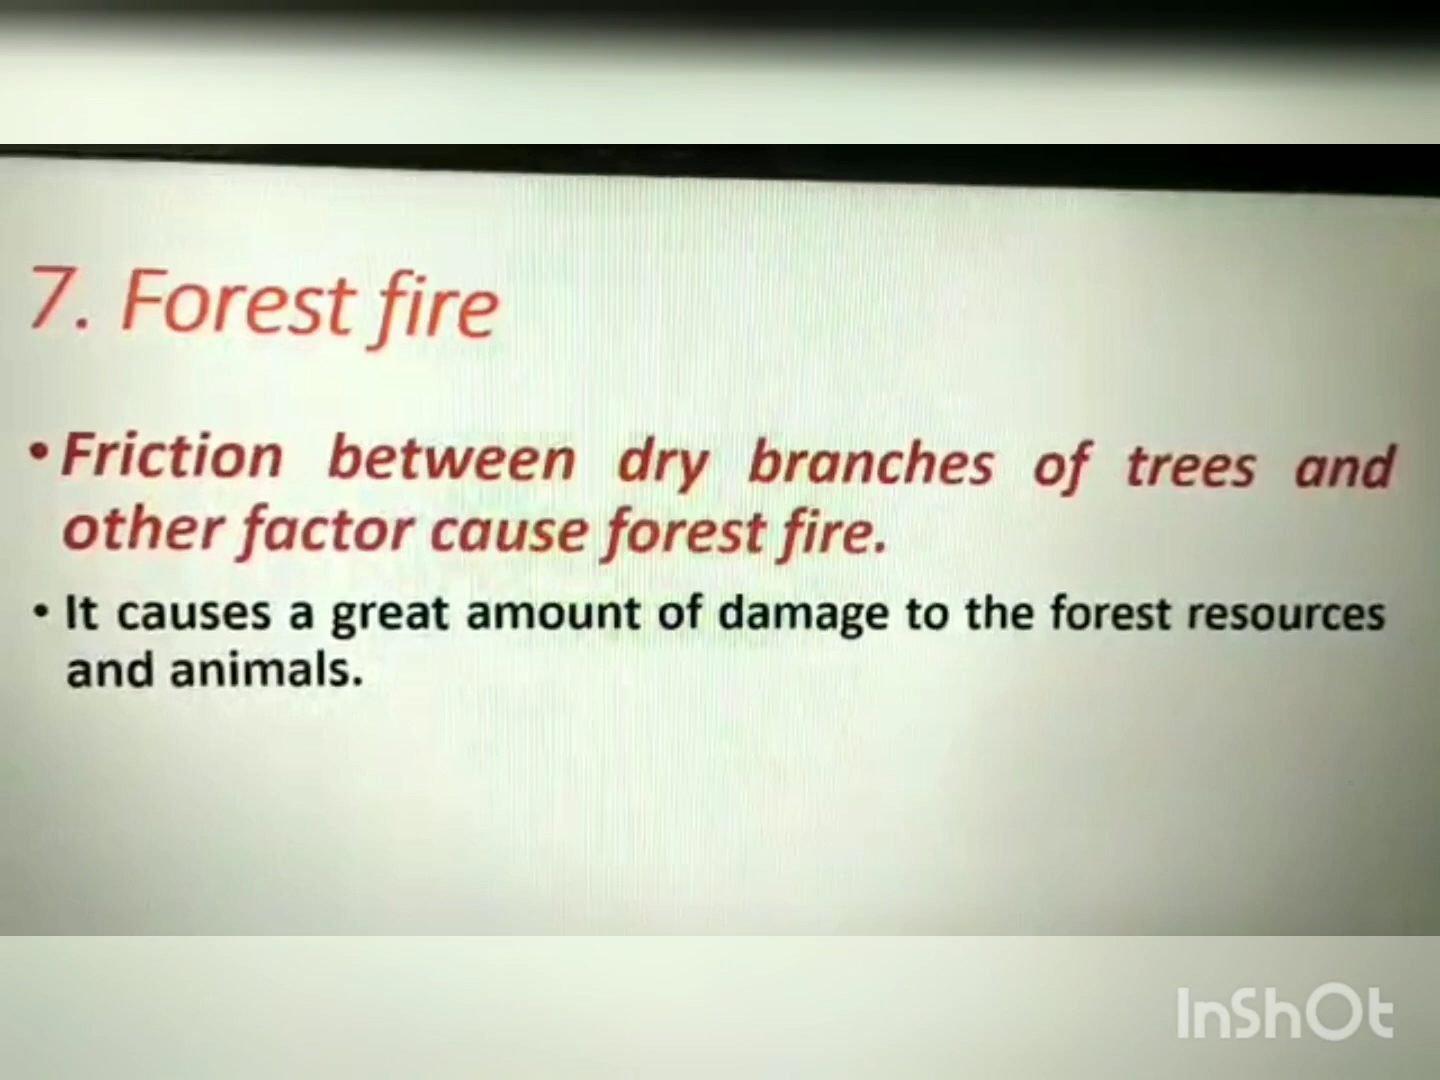 7. Forest fire
• Friction between dry branches of trees and
other factor cause forest fire.
• It causes a great amount of damage to the forest resources
and animals.
InShOt